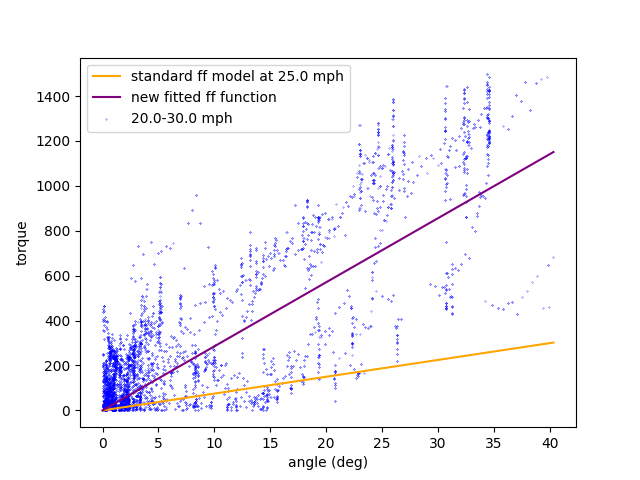 standard ff model at 25.0 mph
new fitted ff function
20.0-30.0 mph
1400
1200
1000
800
600
400
200
0
torque
0 5 10 15 20 25 30 35 40
angle (deg)